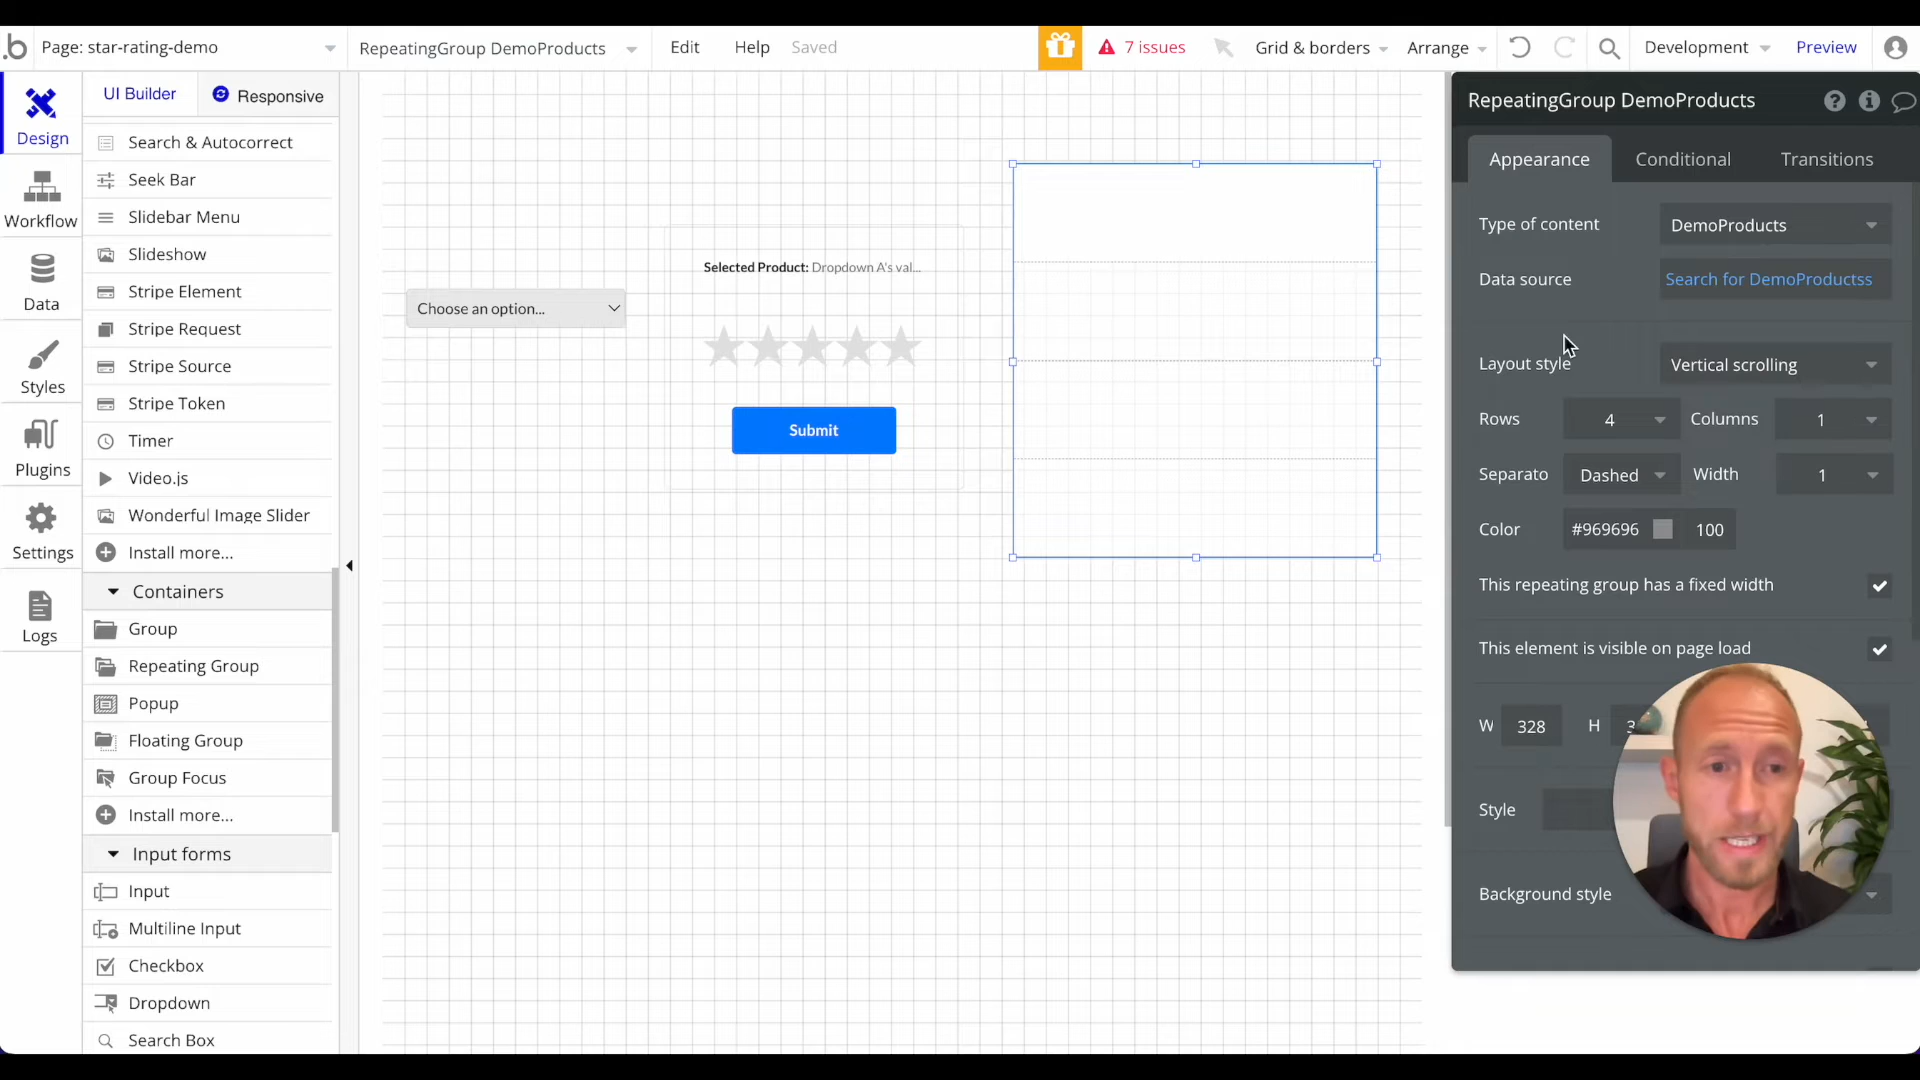 Page: star-rating-demo
RepeatingGroup DemoProducts
Edit
Help
Saved
7 issues
Grid & borders
Arrange
Development
Preview
UI Builder
Responsive
Design
Workflow
Data
Styles
Plugins
Settings
Logs
Search & Autocorrect
Seek Bar
Slidebar Menu
Slideshow
Stripe Element
Stripe Request
Stripe Source
Stripe Token
Timer
Video.js
Wonderful Image Slider
Install more...
Containers
Group
Repeating Group
Popup
Floating Group
Group Focus
Install more...
Input forms
Input
Multiline Input
Checkbox
Dropdown
Search Box
Choose an option...
Selected Product: Dropdown A's val...
Submit
RepeatingGroup DemoProducts
Appearance
Conditional
Transitions
Type of content
DemoProducts
Data source
Search for DemoProductss
Layout style
Vertical scrolling
Rows
4
Columns
1
Separato
Dashed
Width
1
Color
#969696
100
This repeating group has a fixed width
This element is visible on page load
W
328
H
Style
Background style